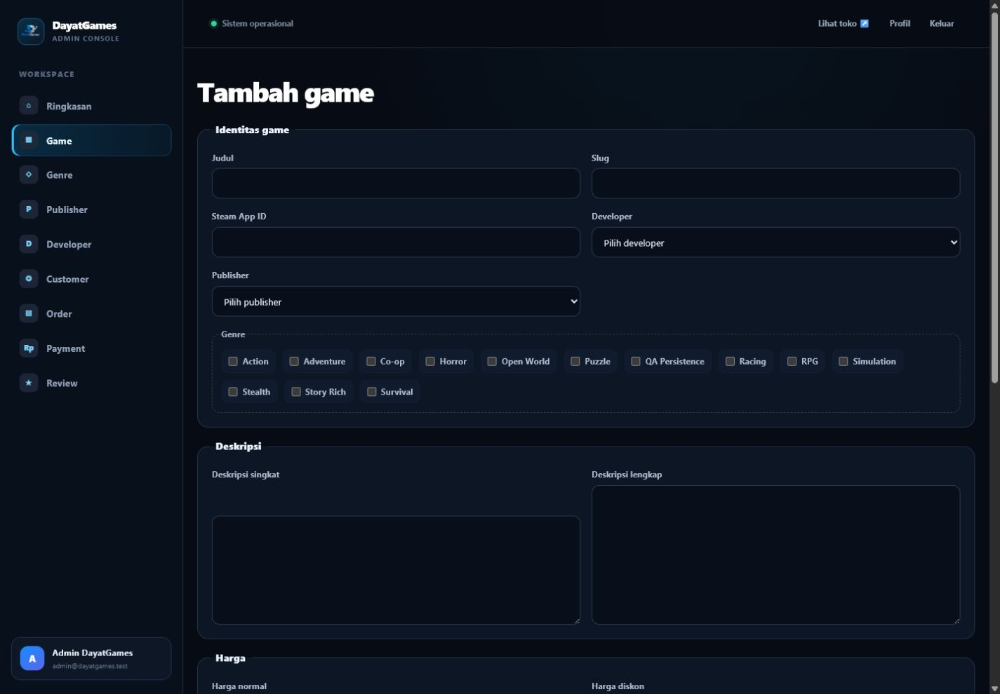 DayatGames
ADMIN CONSOLE
WORKSPACE
Ringkasan
Game
Genre
P Publisher
D Developer
Customer
Order
Rp Payment
Review
A
Admin DayatGames
admin@dayatgames.test
Sistem operasional
Lihat toko Profil Keluar
Tambah game
Identitas game
Judul Slug
Steam App ID Developer
Pilih developer
Publisher
Pilih publisher
Genre
Action Adventure Co-op Horror Open World Puzzle QA Persistence Racing RPG Simulation
Stealth Story Rich Survival
Deskripsi
Deskripsi singkat Deskripsi lengkap
Harga
Harga normal Harga diskon